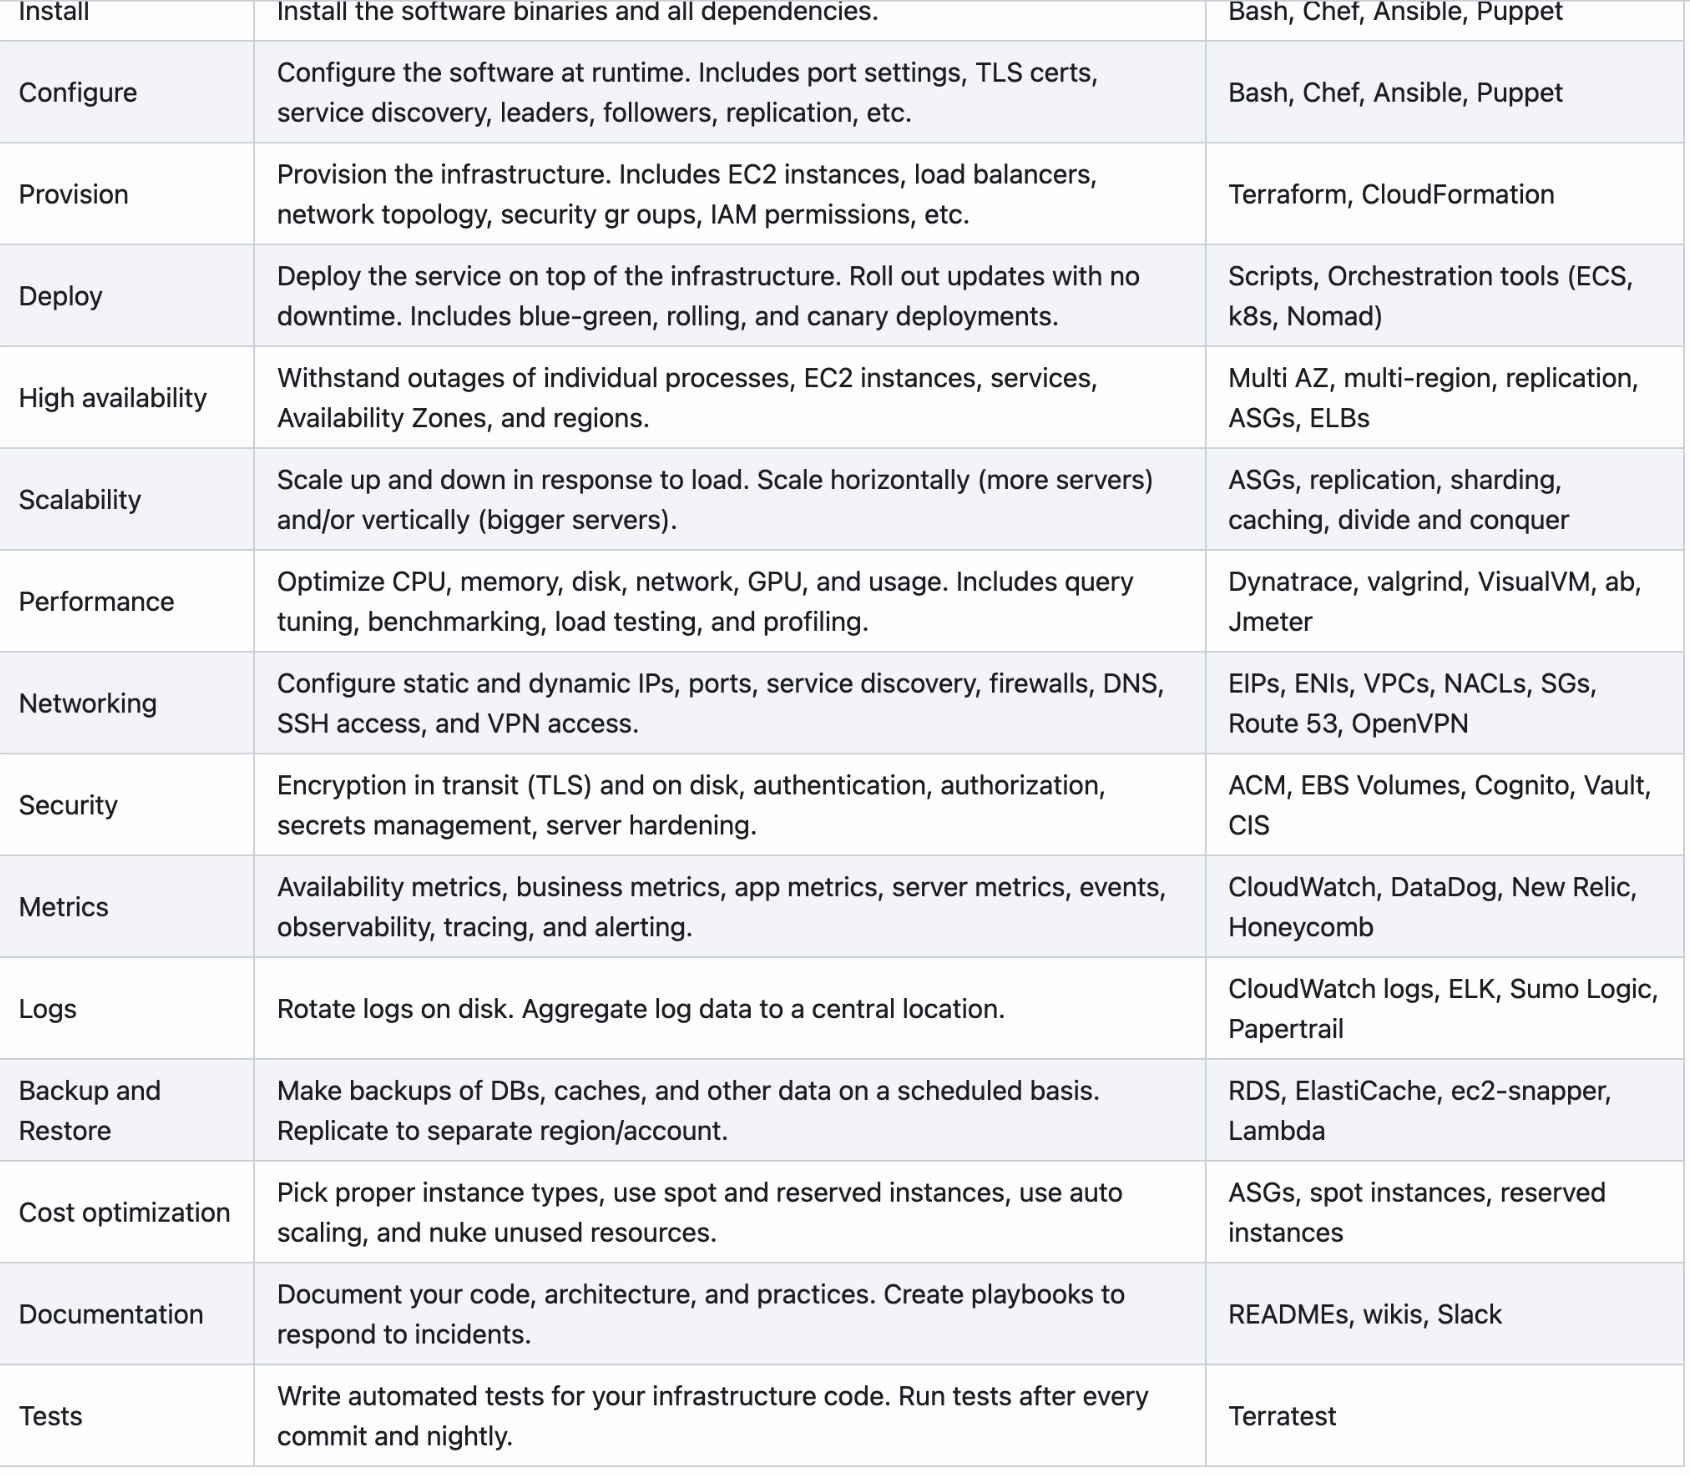 Install
Install the software binaries and all dependencies.
Bash, Chef, Ansible, Puppet
Configure
Configure the software at runtime. Includes port settings, TLS certs,
service discovery, leaders, followers, replication, etc.
Bash, Chef, Ansible, Puppet
Provision
Provision the infrastructure. Includes EC2 instances, load balancers,
network topology, security gr oups, IAM permissions, etc.
Terraform, CloudFormation
Deploy
Deploy the service on top of the infrastructure. Roll out updates with no
downtime. Includes blue-green, rolling, and canary deployments.
Scripts, Orchestration tools (ECS,
k8s, Nomad)
High availability
Withstand outages of individual processes, EC2 instances, services,
Availability Zones, and regions.
Multi AZ, multi-region, replication,
ASGs, ELBs
Scalability
Scale up and down in response to load. Scale horizontally (more servers)
and/or vertically (bigger servers).
ASGs, replication, sharding,
caching, divide and conquer
Performance
Optimize CPU, memory, disk, network, GPU, and usage. Includes query
tuning, benchmarking, load testing, and profiling.
Dynatrace, valgrind, VisualVM, ab,
Jmeter
Networking
Configure static and dynamic IPs, ports, service discovery, firewalls, DNS,
SSH access, and VPN access.
EIPs, ENIs, VPCs, NACLs, SGs,
Route 53, OpenVPN
Security
Encryption in transit (TLS) and on disk, authentication, authorization,
secrets management, server hardening.
ACM, EBS Volumes, Cognito, Vault,
CIS
Metrics
Availability metrics, business metrics, app metrics, server metrics, events,
observability, tracing, and alerting.
CloudWatch, DataDog, New Relic,
Honeycomb
Logs
Rotate logs on disk. Aggregate log data to a central location.
CloudWatch logs, ELK, Sumo Logic,
Papertrail
Backup and
Restore
Make backups of DBs, caches, and other data on a scheduled basis.
Replicate to separate region/account.
RDS, ElastiCache, ec2-snapper,
Lambda
Cost optimization
Pick proper instance types, use spot and reserved instances, use auto
scaling, and nuke unused resources.
ASGs, spot instances, reserved
instances
Documentation
Document your code, architecture, and practices. Create playbooks to
respond to incidents.
READMEs, wikis, Slack
Tests
Write automated tests for your infrastructure code. Run tests after every
commit and nightly.
Terratest